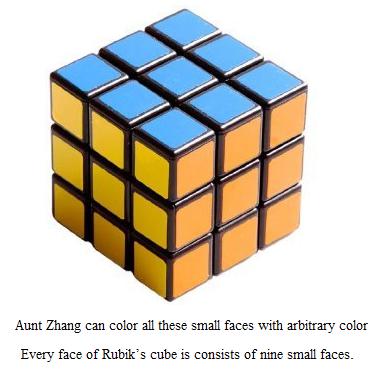 Aunt Zhang can color all these small faces with arbitrary color
Every face of Rubik’s cube is consists of nine small faces.